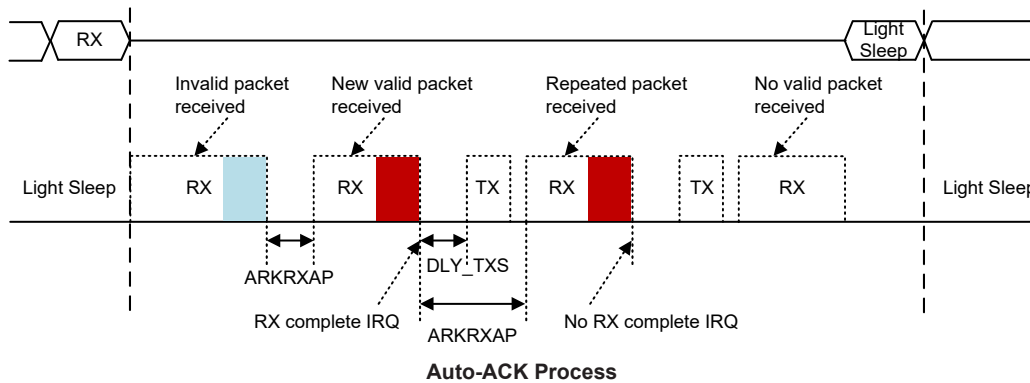 RX
Light
Sleep
Invalid packet
received
New valid packet
received
Repeated packet
received
No valid packet
received
Light Sleep
RX
RX
TX
RX
TX
RX
Light Sleep
ARKRXAP
DLY_TXS
RX complete IRQ
ARKRXAP
No RX complete IRQ
Auto-ACK Process